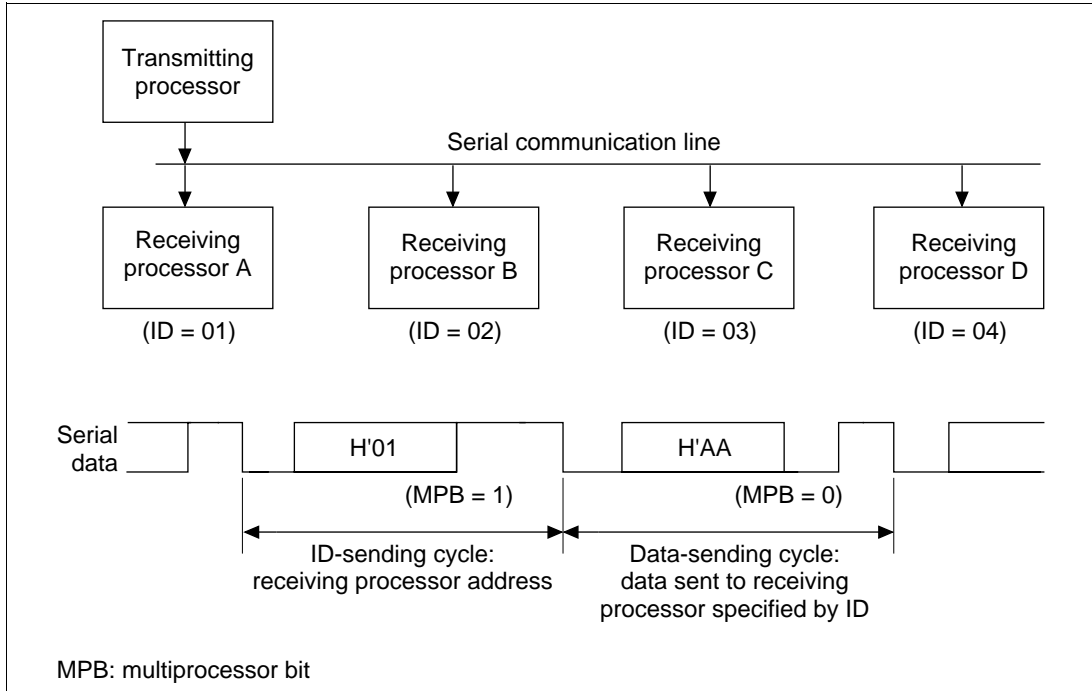 Transmitting
processor
Serial communication line
Receiving
processor A
Receiving
processor B
Receiving
processor C
Receiving
processor D
(ID = 01)
(ID = 02)
(ID = 03)
(ID = 04)
Serial
data
H'01
H'AA
(MPB = 1)
(MPB = 0)
ID-sending cycle:
receiving processor address
Data-sending cycle:
data sent to receiving
processor specified by ID
MPB: multiprocessor bit